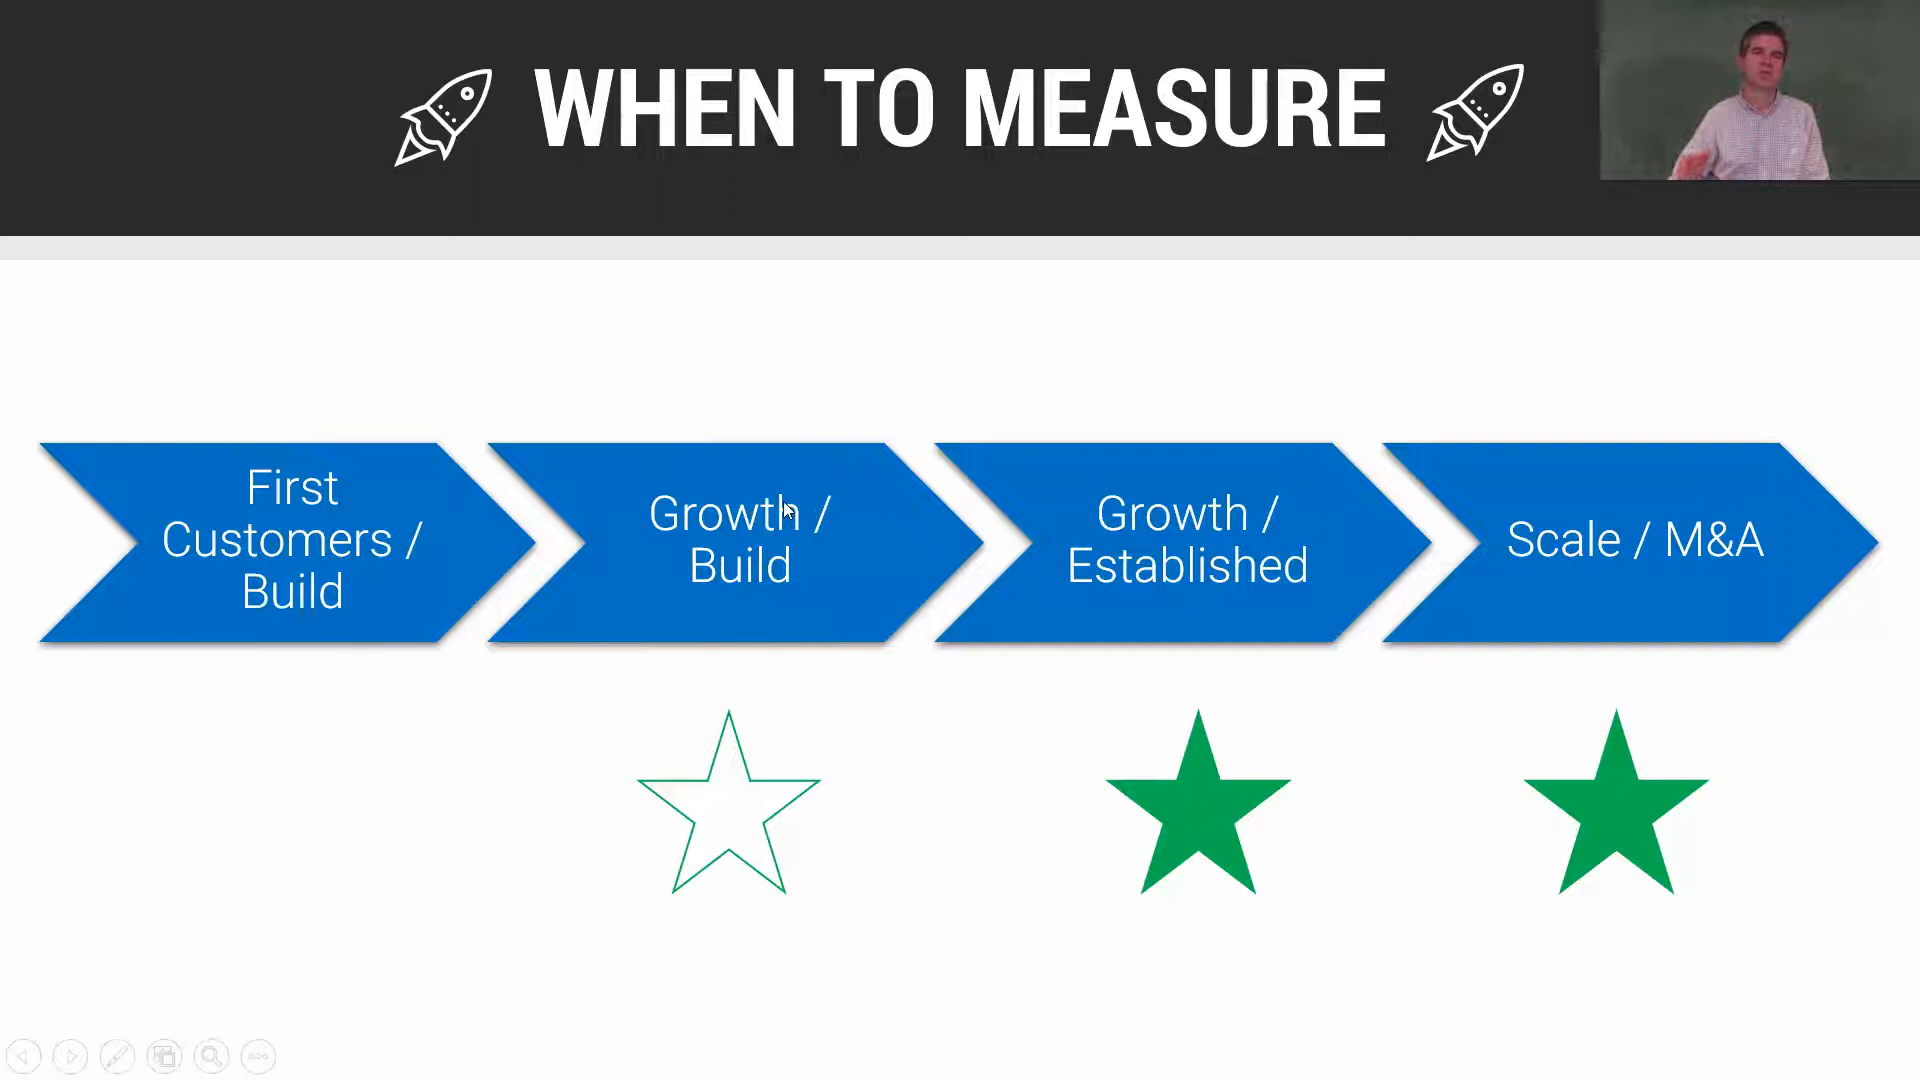 WHEN TO MEASURE
First
Customers /
Build
Growth /
Build
Growth /
Established
Scale / M&A